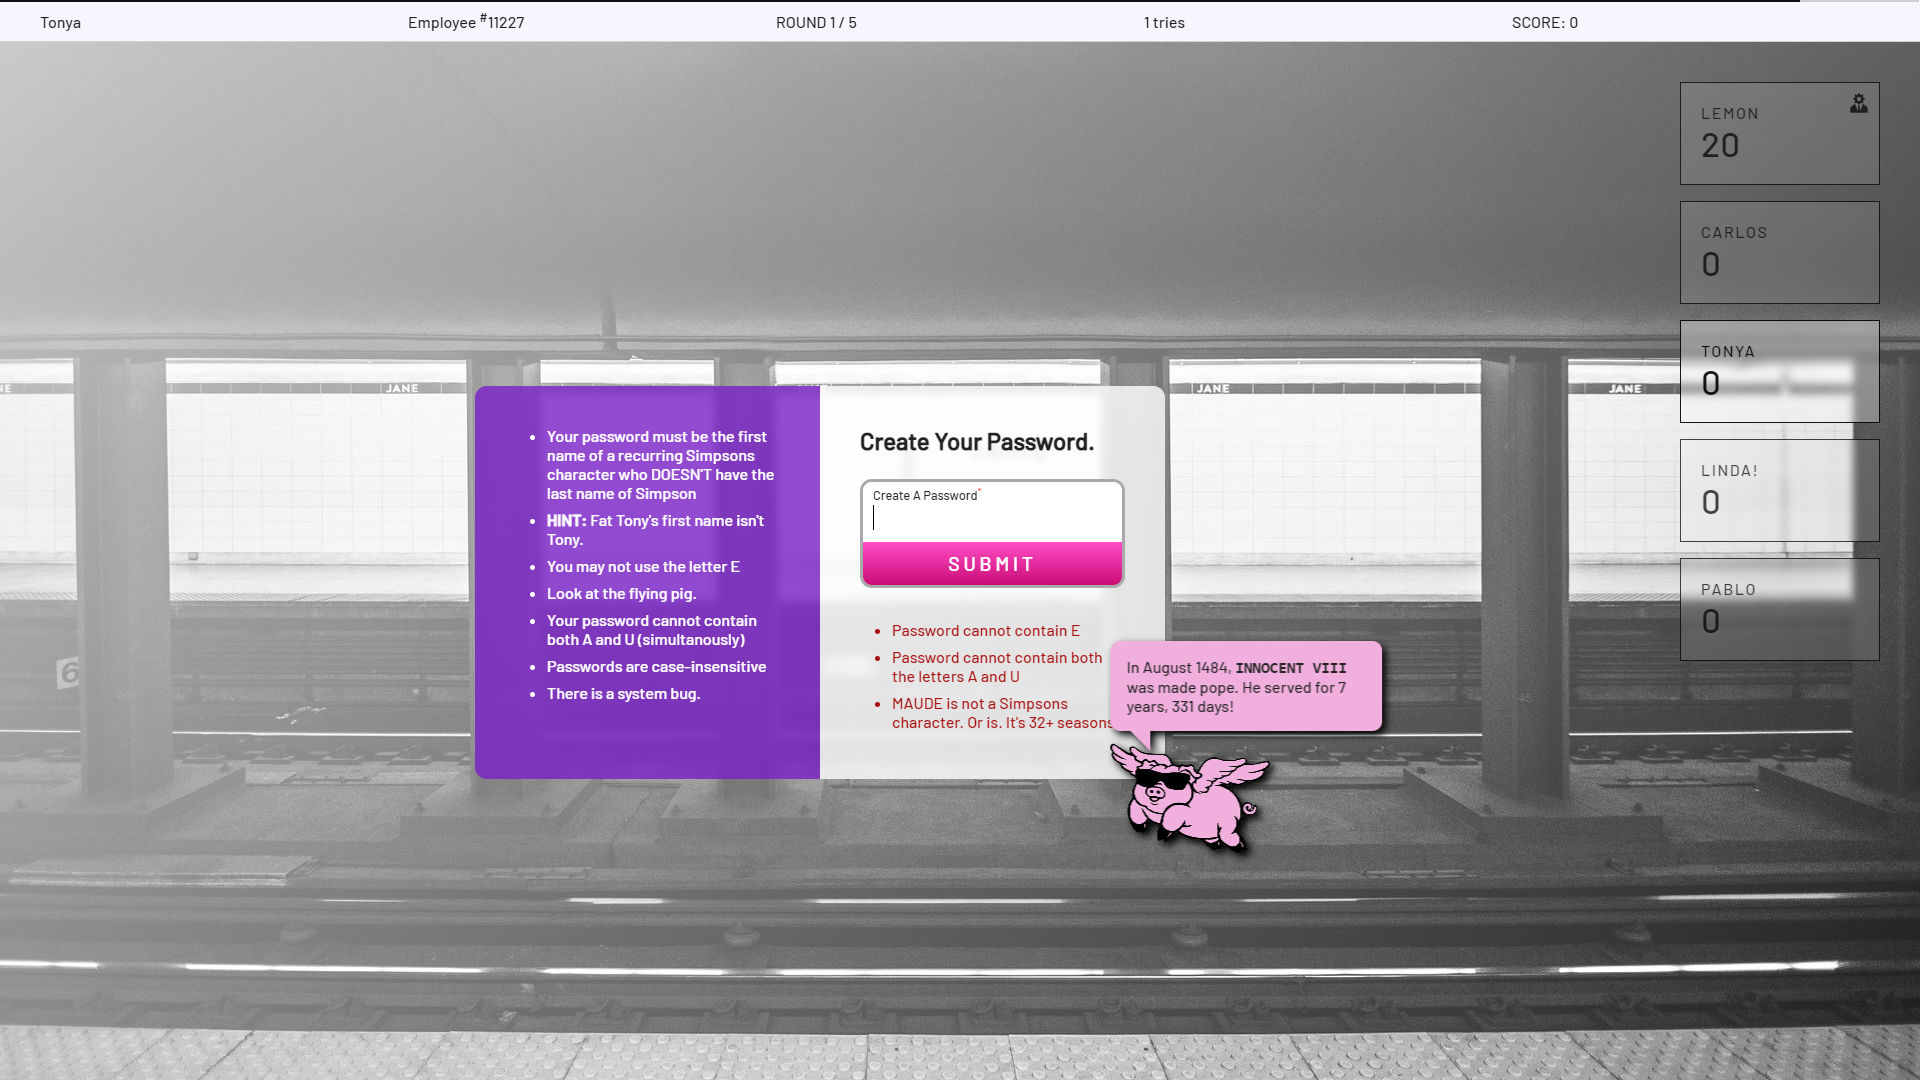 Tonya
Employee #11227
ROUND 1 / 5
1 tries
SCORE: 0
LEMON
20
CARLOS
0
TONYA
0
LINDA!
0
PABLO
0
NE
JANE
JANE
JANE
6
Your password must be the first
name of a recurring Simpsons
character who DOESN'T have the
last name of Simpson
HINT: Fat Tony's first name isn't
Tony.
You may not use the letter E
Look at the flying pig.
Your password cannot contain
both A and U (simultanously)
Passwords are case-insensitive
There is a system bug.
Create Your Password.
Create A Password*
SUBMIT
Password cannot contain E
Password cannot contain both
the letters A and U
MAUDE is not a Simpsons
character. Or is. It's 32+ seasons
In August 1484, INNOCENT VIII
was made pope. He served for 7
years, 331 days!